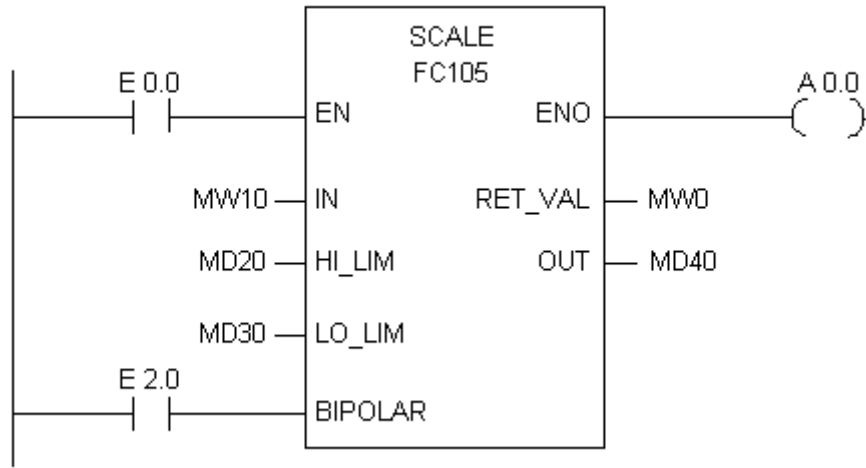 SCALE
FC105
E 0.0
A 0.0
EN
ENO
MW10
IN
RET_VAL
MW0
MD20
HI_LIM
OUT
MD40
MD30
LO_LIM
E 2.0
BIPOLAR